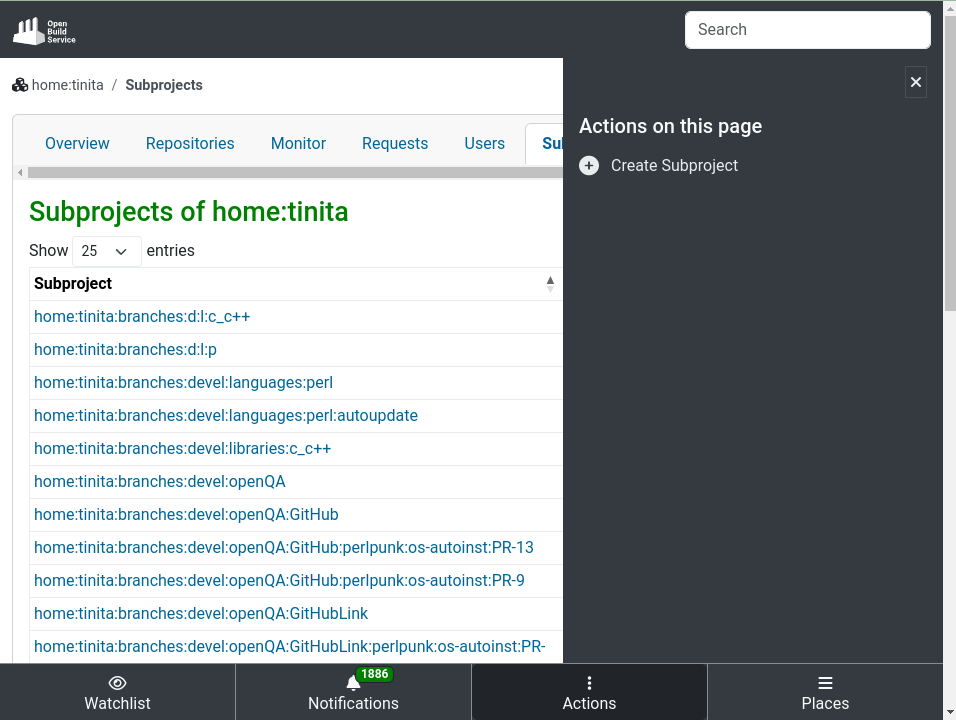 Open
Build
Service
Search
home:tinita / Subprojects
Overview Repositories Monitor Requests Users
Actions on this page
Create Subproject
Subprojects of home:tinita
Show 25 entries
Subproject
home:tinita:branches:d:l:c_c++
home:tinita:branches:d:l:p
home:tinita:branches:devel:languages:perl
home:tinita:branches:devel:languages:perl:autoupdate
home:tinita:branches:devel:libraries:c_c++
home:tinita:branches:devel:openQA
home:tinita:branches:devel:openQA:GitHub
home:tinita:branches:devel:openQA:GitHub:perlpunk:os-autoinst:PR-13
home:tinita:branches:devel:openQA:GitHub:perlpunk:os-autoinst:PR-9
home:tinita:branches:devel:openQA:GitHubLink
home:tinita:branches:devel:openQA:GitHubLink:perlpunk:os-autoinst:PR-
1886
Watchlist Notifications Actions Places